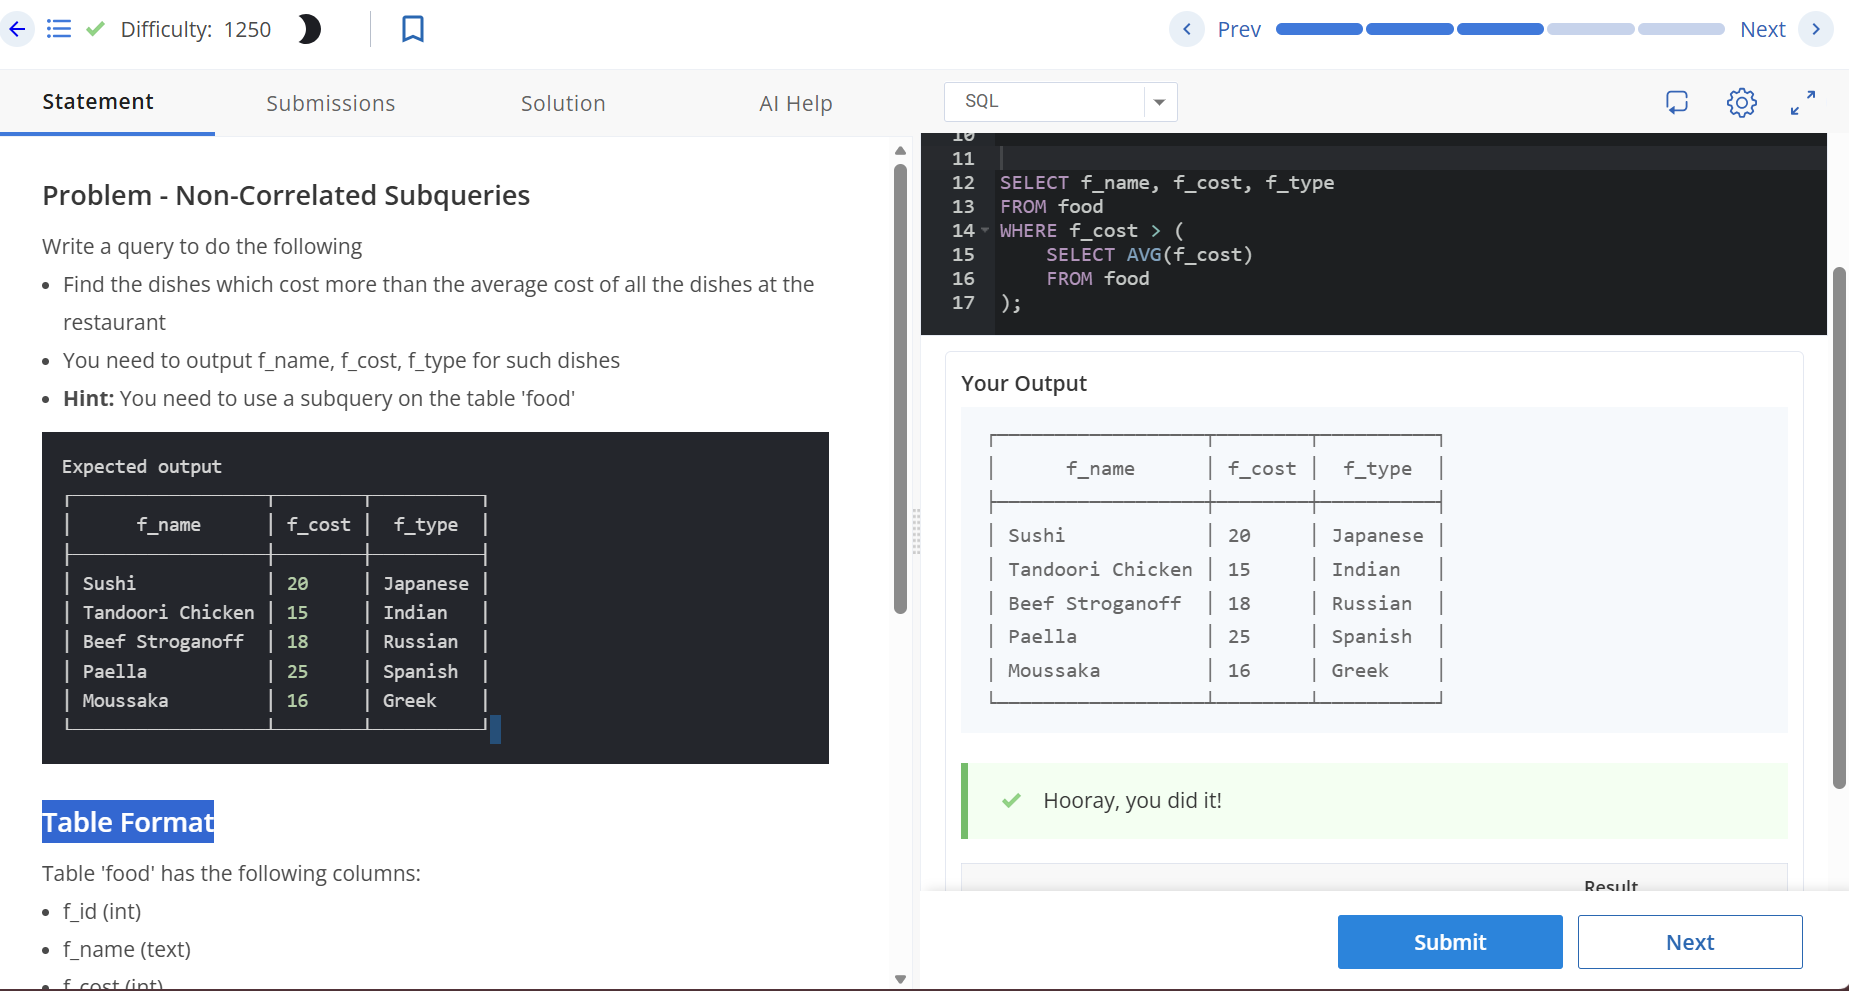 Difficulty: 1250
Prev
Next
Statement
Submissions
Solution
AI Help
SQL
Problem - Non-Correlated Subqueries
Write a query to do the following
• Find the dishes which cost more than the average cost of all the dishes at the
restaurant
• You need to output f_name, f_cost, f_type for such dishes
• Hint: You need to use a subquery on the table 'food'
Expected output
f_name | f_cost | f_type
Sushi | 20 | Japanese
Tandoori Chicken | 15 | Indian
Beef Stroganoff | 18 | Russian
Paella | 25 | Spanish
Moussaka | 16 | Greek
Table Format
Table 'food' has the following columns:
• f_id (int)
• f_name (text)
• f_cost (int)
10
11
12 SELECT f_name, f_cost, f_type
13 FROM food
14 WHERE f_cost > (
15 SELECT AVG(f_cost)
16 FROM food
17 );
Your Output
f_name | f_cost | f_type
Sushi | 20 | Japanese
Tandoori Chicken | 15 | Indian
Beef Stroganoff | 18 | Russian
Paella | 25 | Spanish
Moussaka | 16 | Greek
Hooray, you did it!
Result
Submit
Next